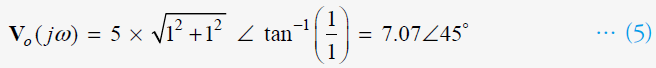 V_o(jω) = 5 × √(1² +1²) ∠ tan⁻¹(1/1) = 7.07∠45° ··· (5)